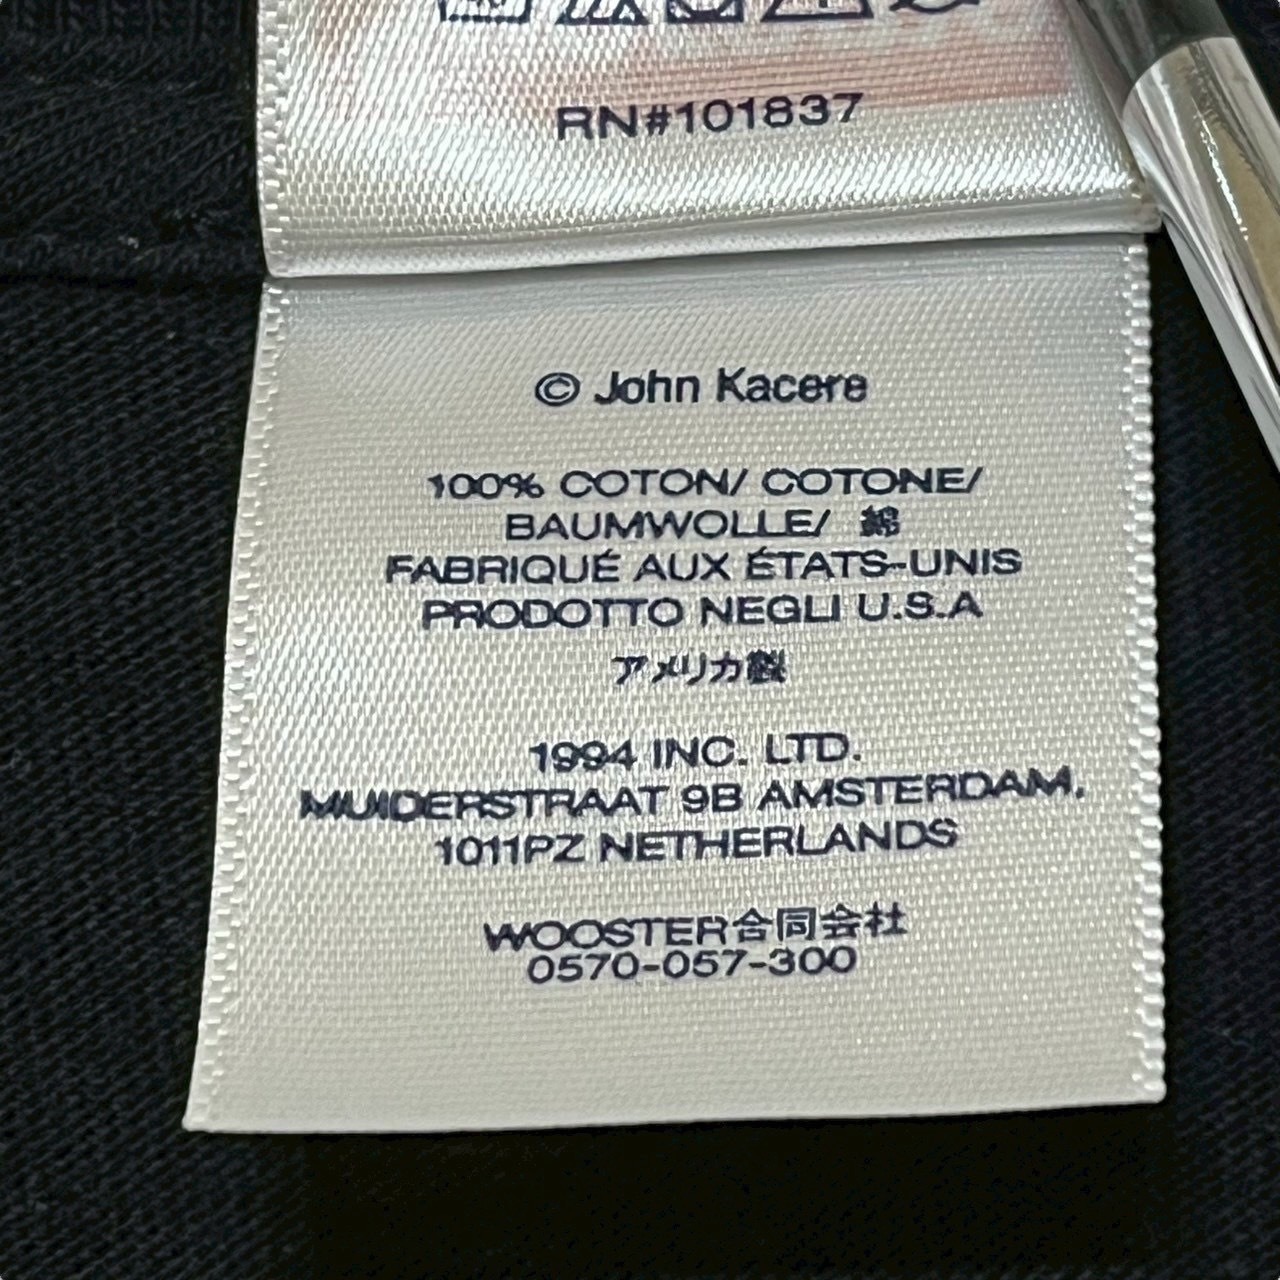 RN#101837
© John Kacere
100% COTON/ COTONE/
BAUMWOLLE/ 綿
FABRIQUÉ AUX ÉTATS-UNIS
PRODOTTO NEGLI U.S.A
アメリカ製
1994 INC. LTD.
MUIDERSTRAAT 9B AMSTERDAM,
1011PZ NETHERLANDS
WOOSTER合同会社
0570-057-300